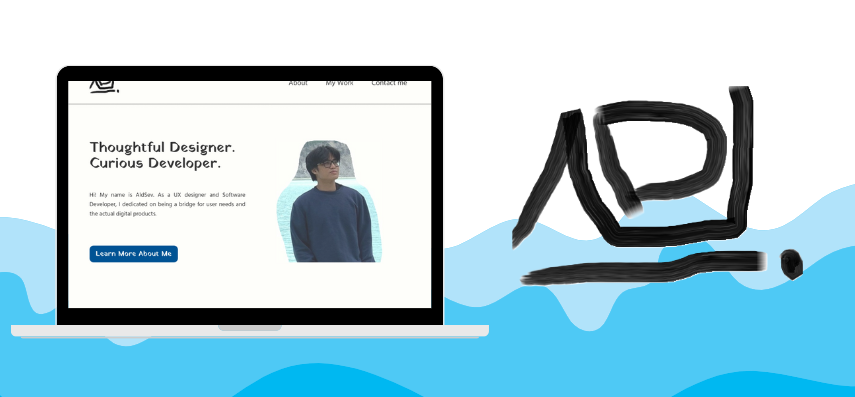 About My Work Contact me
Thoughtful Designer.
Curious Developer.
Hi! My name is AldSev. As a UX designer and Software
Developer, I dedicated on being a bridge for user needs and
the actual digital products.
Learn More About Me